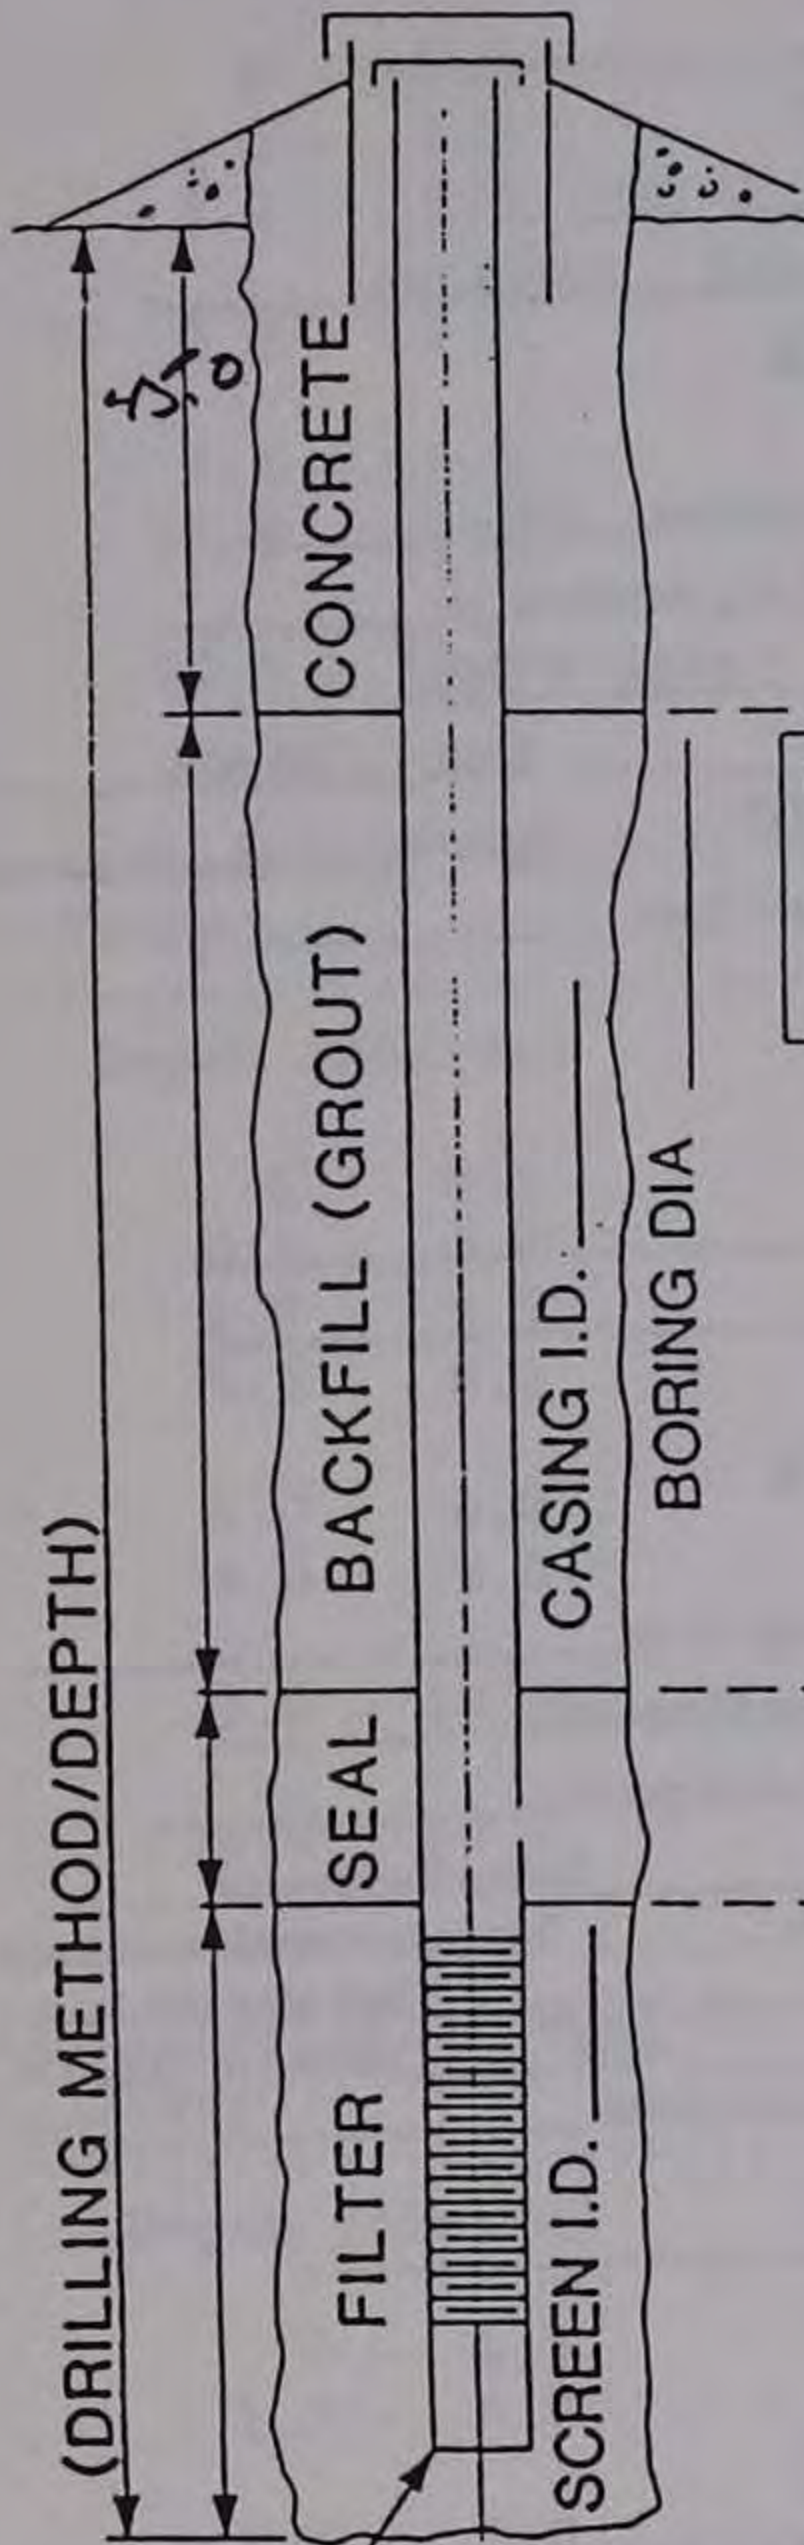 (DRILLING METHOD/DEPTH)
FILTER
SEAL
BACKFILL (GROUT)
CONCRETE
SCREEN I.D.
CASING I.D.
BORING DIA